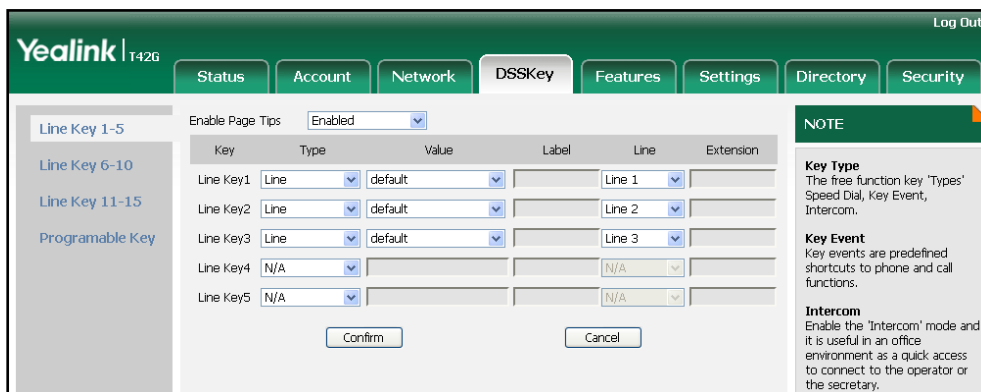 Log Out
Yealink T42G
Status Account Network DSSKey Features Settings Directory Security
Line Key 1-5
Line Key 6-10
Line Key 11-15
Programable Key
Enable Page Tips Enabled
Key Type Value Label Line Extension
Line Key1 Line default Line 1
Line Key2 Line default Line 2
Line Key3 Line default Line 3
Line Key4 N/A N/A
Line Key5 N/A N/A
Confirm Cancel
NOTE
Key Type
The free function key 'Types'
Speed Dial, Key Event,
Intercom.
Key Event
Key events are predefined
shortcuts to phone and call
functions.
Intercom
Enable the 'Intercom' mode and
it is useful in an office
environment as a quick access
to connect to the operator or
the secretary.